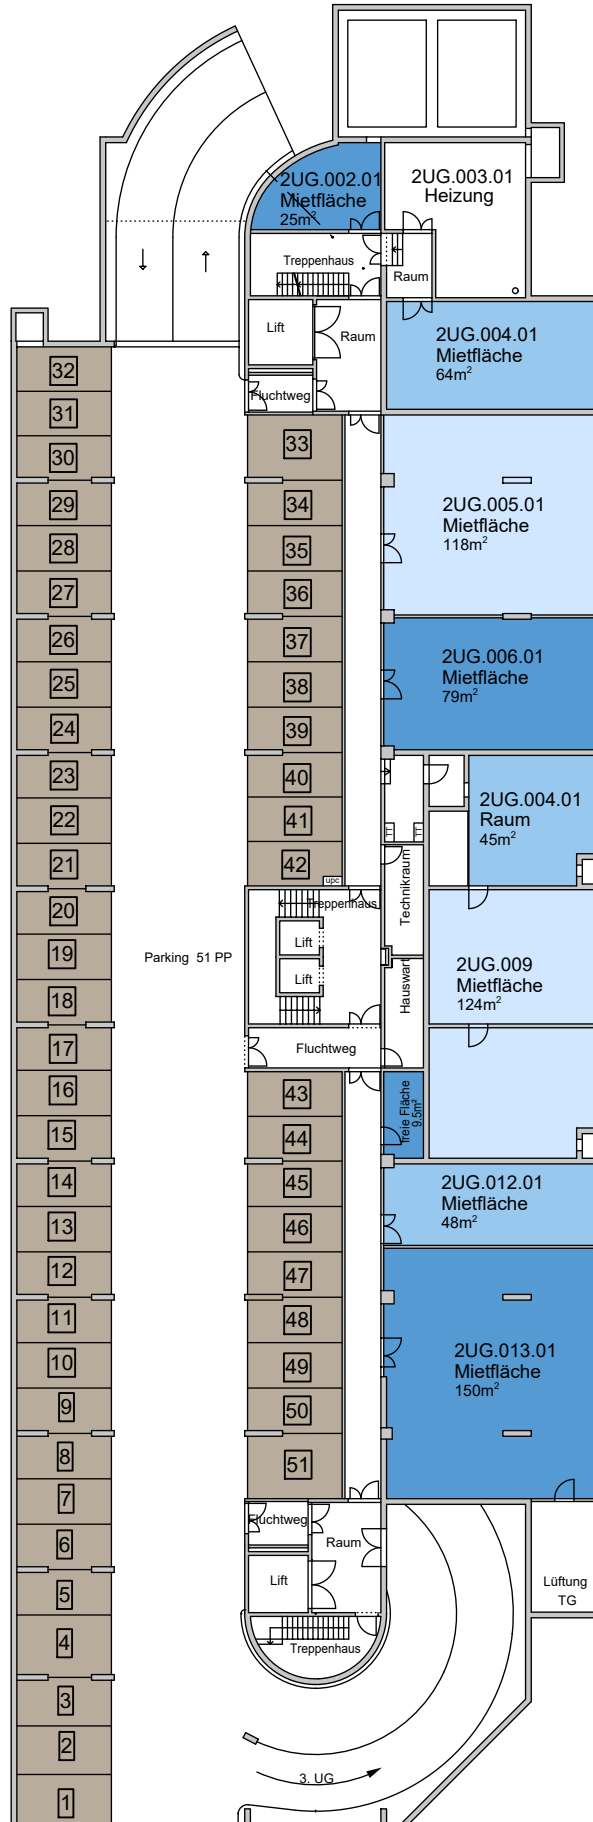 2UG.002.01
Mietfläche
25m²
2UG.003.01
Heizung
Treppenhaus
Raum
Lift
Raum
Fluchtweg
2UG.004.01
Mietfläche
64m²
32
31
30
29
28
27
26
25
24
23
22
21
20
19
18
17
16
15
14
13
12
11
10
9
8
7
6
5
4
3
2
1
33
34
35
36
37
38
39
40
41
42
upc
2UG.005.01
Mietfläche
118m²
2UG.006.01
Mietfläche
79m²
2UG.004.01
Raum
45m²
TT
TT
Technikraum
Treppenhaus
Lift
Lift
Parking 51 PP
Hauswart
2UG.009
Mietfläche
124m²
Fluchtweg
freie Fläche
9.5m²
43
44
45
46
47
48
49
50
51
2UG.012.01
Mietfläche
48m²
2UG.013.01
Mietfläche
150m²
Fluchtweg
Raum
Lift
Treppenhaus
Lüftung
TG
3. UG